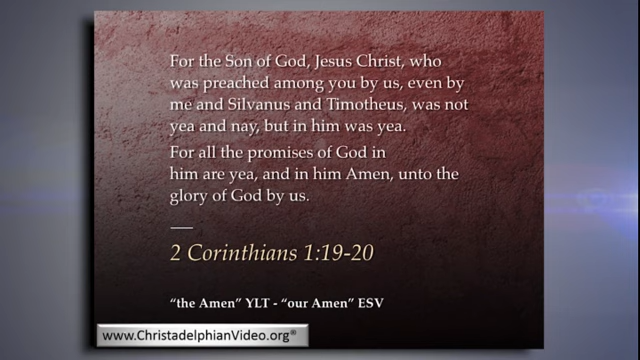 For the Son of God, Jesus Christ, who
was preached among you by us, even by
me and Silvanus and Timotheus, was not
yea and nay, but in him was yea.
For all the promises of God in
him are yea, and in him Amen, unto the
glory of God by us.
2 Corinthians 1:19-20
“the Amen” YLT - “our Amen” ESV
www.ChristadelphianVideo.org®